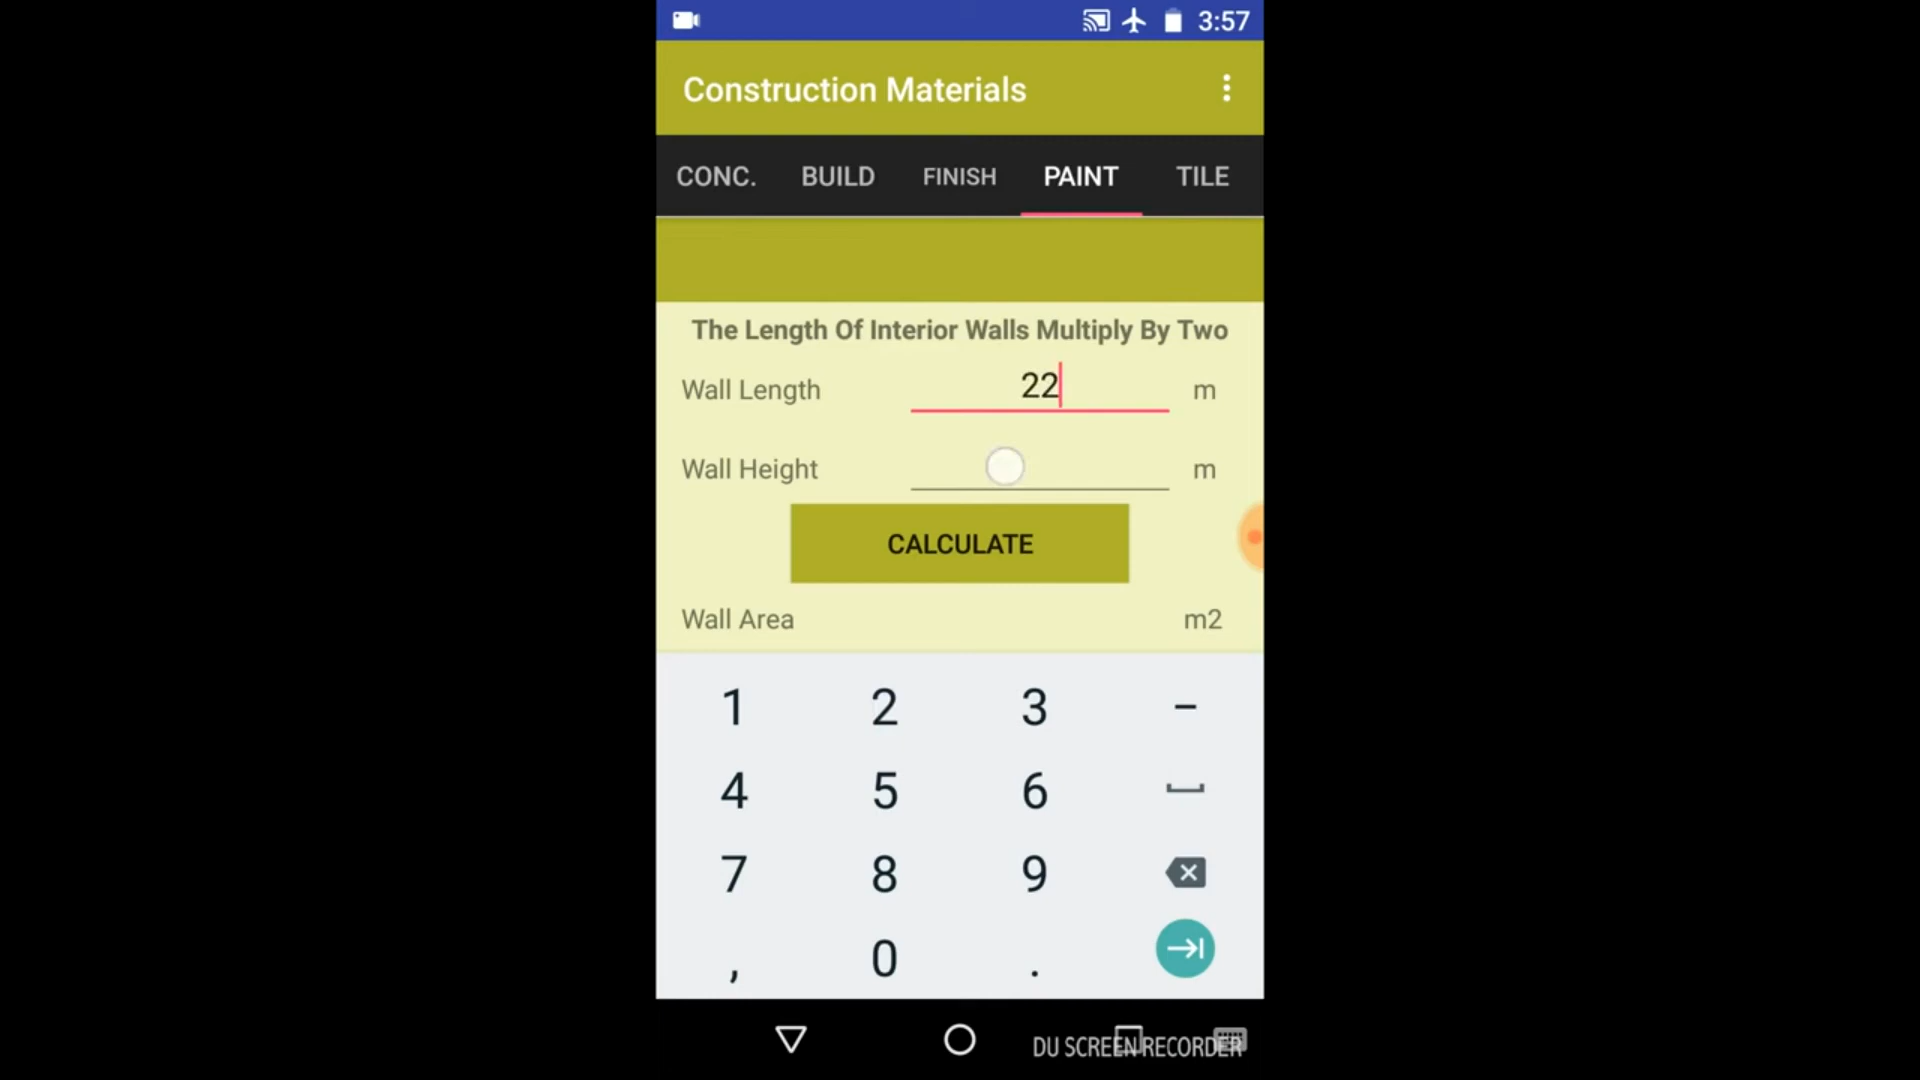 3:57
Construction Materials
CONC. BUILD FINISH PAINT TILE
The Length Of Interior Walls Multiply By Two
Wall Length 22 m
Wall Height m
CALCULATE
Wall Area m2
1 2 3 –
4 5 6
7 8 9
, 0 .
DU SCREEN RECORDER